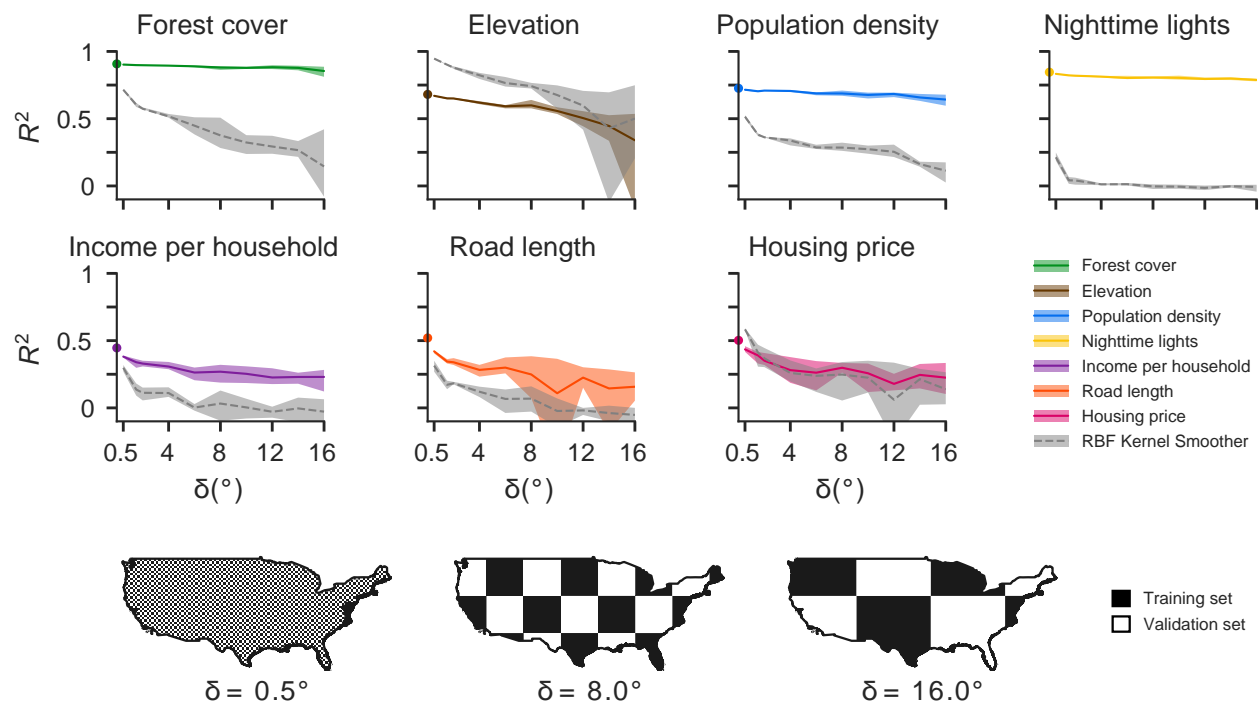 Forest cover
Elevation
Population density
Nighttime lights
1
0.5
0
R²
Income per household
Road length
Housing price
1
0.5
0
R²
0.5 4 8 12 16
0.5 4 8 12 16
0.5 4 8 12 16
δ(°)
δ(°)
δ(°)
Forest cover
Elevation
Population density
Nighttime lights
Income per household
Road length
Housing price
RBF Kernel Smoother
δ = 0.5°
δ = 8.0°
δ = 16.0°
Training set
Validation set